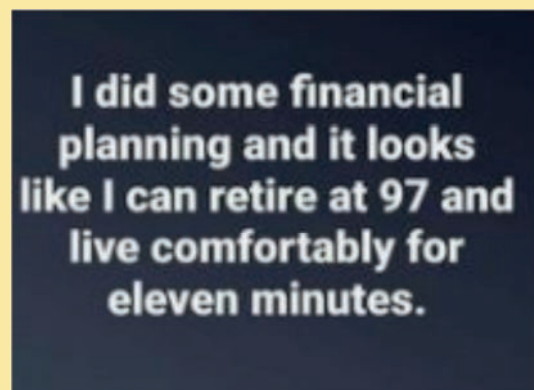 I did some financial
planning and it looks
like I can retire at 97 and
live comfortably for
eleven minutes.